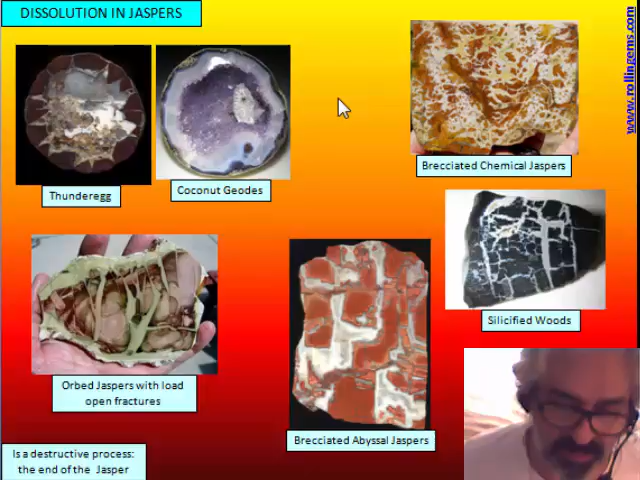 DISSOLUTION IN JASPERS
www.rollingems.com
Thunderegg
Coconut Geodes
Brecciated Chemical Jaspers
Silicified Woods
Orbed Jaspers with load
open fractures
Brecciated Abyssal Jaspers
Is a destructive process:
the end of the Jasper